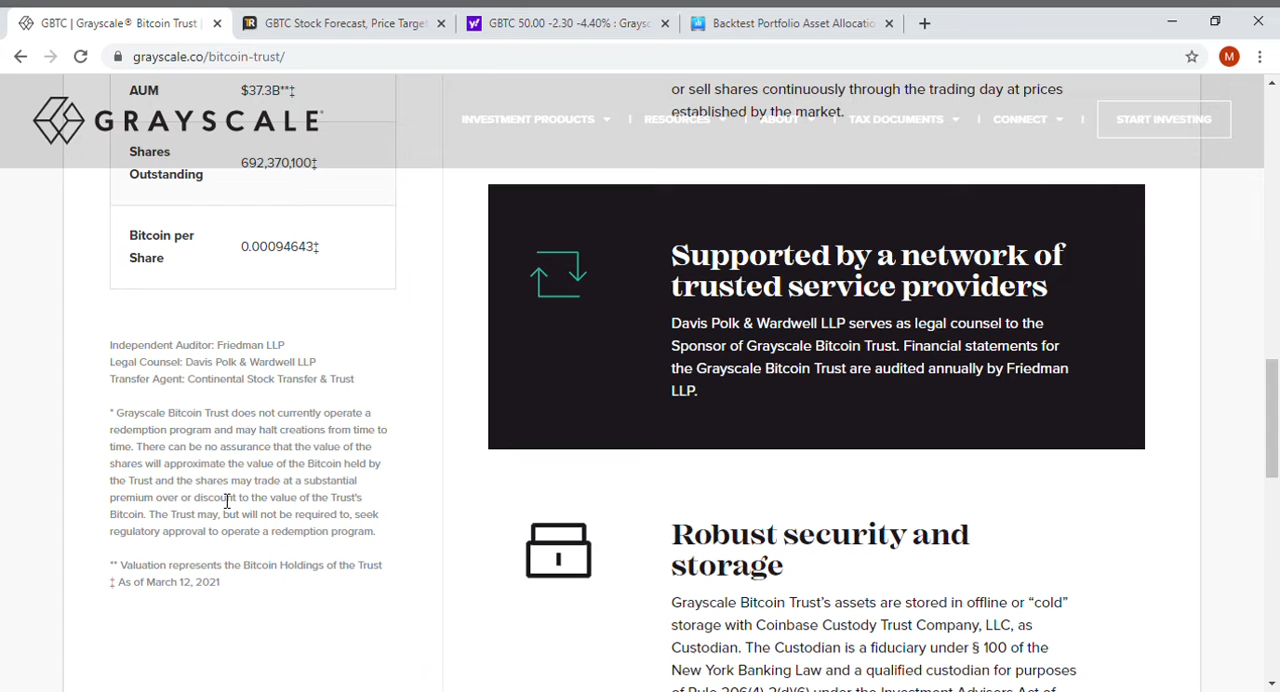 GBTC | Grayscale® Bitcoin Trust
GBTC Stock Forecast, Price Target
GBTC 50.00 -2.30 -4.40% : Graysc
Backtest Portfolio Asset Allocatio
grayscale.co/bitcoin-trust/
M
AUM
$37.3B**‡
GRAYSCALE®
Shares
Outstanding
692,370,100‡
Bitcoin per
Share
0.00094643‡
Independent Auditor: Friedman LLP
Legal Counsel: Davis Polk & Wardwell LLP
Transfer Agent: Continental Stock Transfer & Trust
* Grayscale Bitcoin Trust does not currently operate a
redemption program and may halt creations from time to
time. There can be no assurance that the value of the
shares will approximate the value of the Bitcoin held by
the Trust and the shares may trade at a substantial
premium over or discount to the value of the Trust's
Bitcoin. The Trust may, but will not be required to, seek
regulatory approval to operate a redemption program.
** Valuation represents the Bitcoin Holdings of the Trust
‡ As of March 12, 2021
or sell shares continuously through the trading day at prices
established by the market.
INVESTMENT PRODUCTS | RESOURCES | ABOUT | TAX DOCUMENTS | CONNECT |
START INVESTING
Supported by a network of
trusted service providers
Davis Polk & Wardwell LLP serves as legal counsel to the
Sponsor of Grayscale Bitcoin Trust. Financial statements for
the Grayscale Bitcoin Trust are audited annually by Friedman
LLP.
Robust security and
storage
Grayscale Bitcoin Trust's assets are stored in offline or “cold”
storage with Coinbase Custody Trust Company, LLC, as
Custodian. The Custodian is a fiduciary under § 100 of the
New York Banking Law and a qualified custodian for purposes
of Rule 206(4)-2(d)(6) under the Investment Advisers Act of